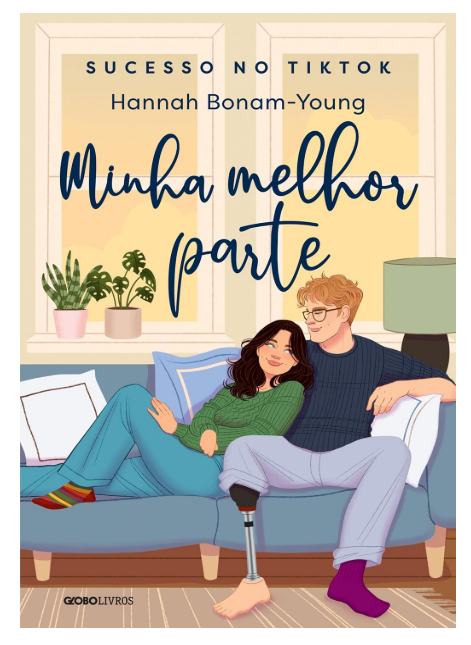 SUCESSO NO TIKTOK
Hannah Bonam-Young
Minha melhor
parte
GLOBOLIVROS